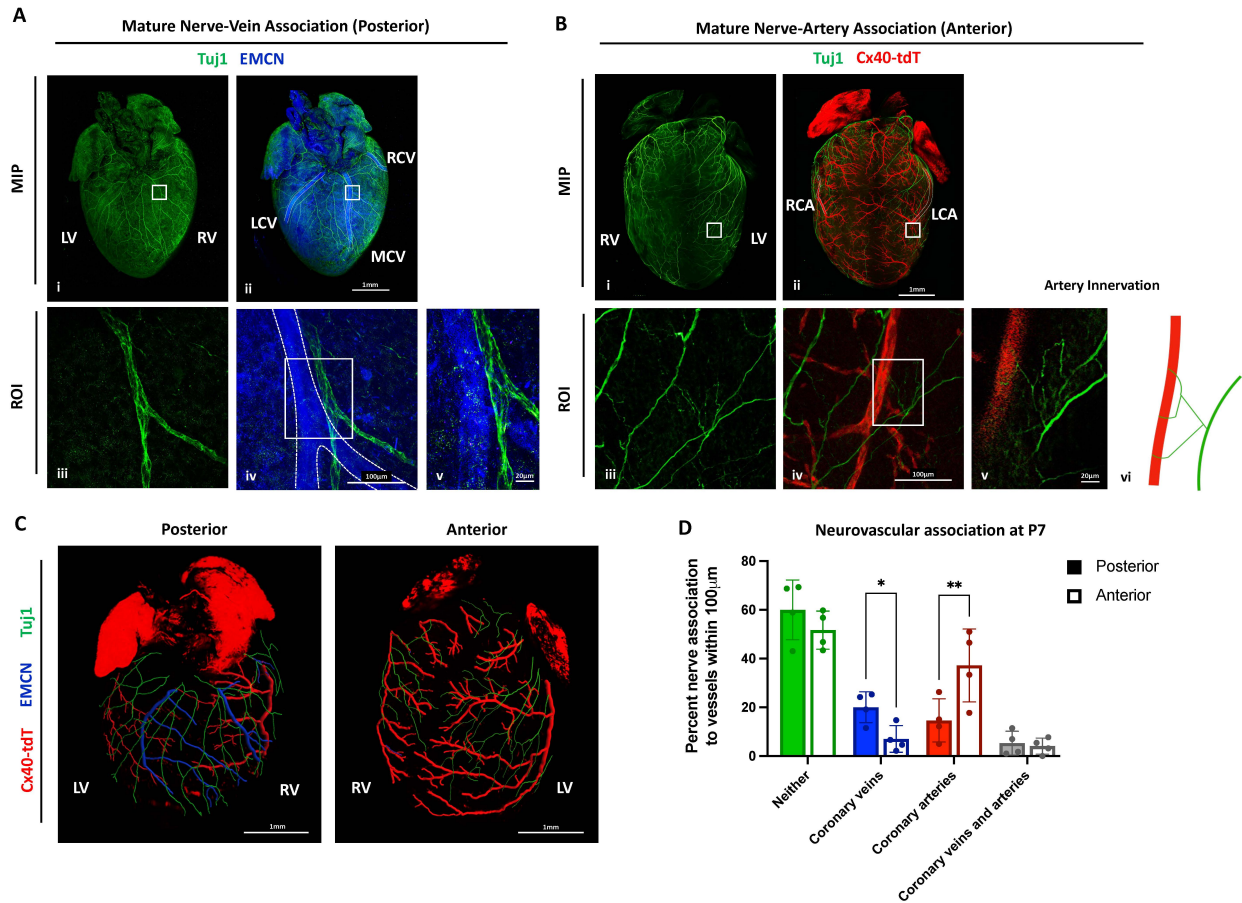 A
Mature Nerve-Vein Association (Posterior)
Tuj1 EMCN
MIP
LV
RV
i
RCV
LCV
MCV
ii
1mm
ROI
iii
iv
100µm
v
20µm
B
Mature Nerve-Artery Association (Anterior)
Tuj1 Cx40-tdT
MIP
RV
LV
i
RCA
LCA
ii
1mm
Artery Innervation
ROI
iii
iv
100µm
v
20µm
vi
C
Posterior
Anterior
Cx40-tdT EMCN Tuj1
LV
RV
1mm
RV
LV
1mm
D
Neurovascular association at P7
Percent nerve association
to vessels within 100µm
80
60
40
20
0
*
**
Neither
Coronary veins
Coronary arteries
Coronary veins and arteries
Posterior
Anterior